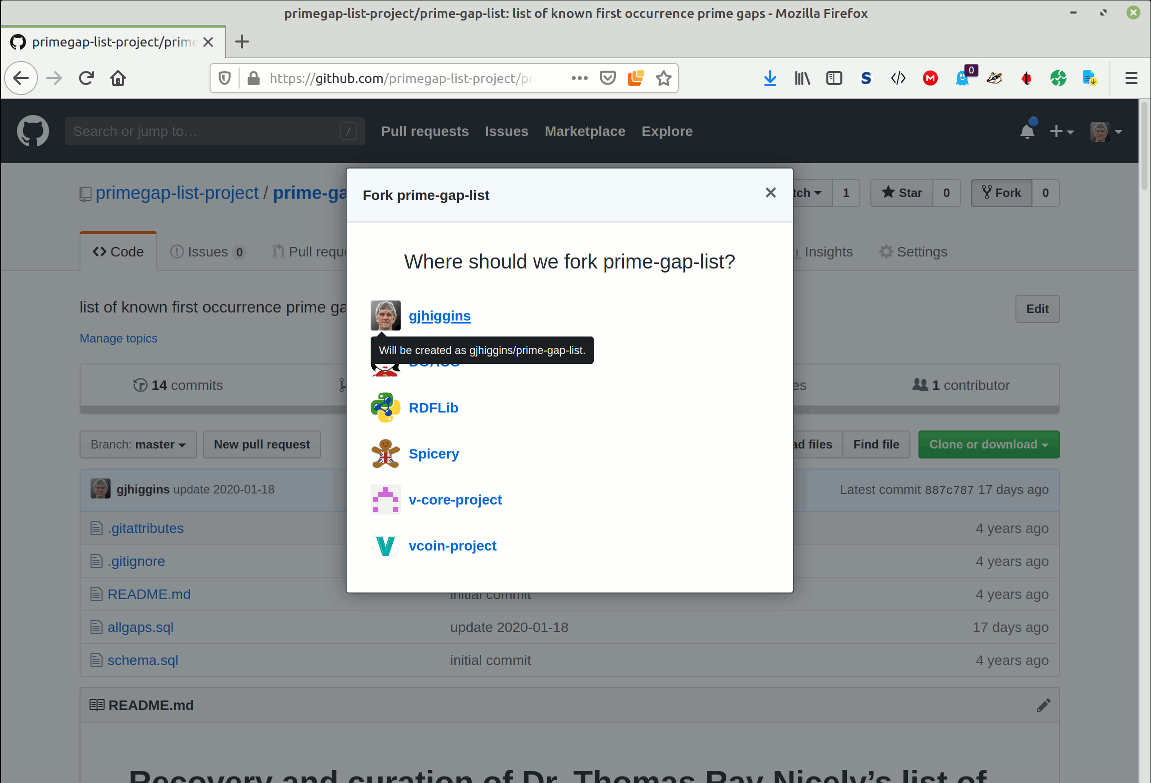 primegap-list-project/prime-gap-list: list of known first occurrence prime gaps - Mozilla Firefox
primegap-list-project/prim
https://github.com/primegap-list-project/pr
S
M
0
Search or jump to…
/
Pull requests
Issues
Marketplace
Explore
primegap-list-project / prime-ga
tch
1
Star
0
Fork
0
Fork prime-gap-list
Code
Issues 0
Pull reque
Insights
Settings
Where should we fork prime-gap-list?
list of known first occurrence prime ga
Edit
Manage topics
gjhiggins
Will be created as gjhiggins/prime-gap-list.
RDFLib
Spicery
v-core-project
vcoin-project
14 commits
es
1 contributor
Branch: master
New pull request
ad files
Find file
Clone or download
gjhiggins update 2020-01-18
Latest commit 887c787 17 days ago
.gitattributes
4 years ago
.gitignore
4 years ago
README.md
initial commit
4 years ago
allgaps.sql
update 2020-01-18
17 days ago
schema.sql
initial commit
4 years ago
README.md
Recovery and curation of Dr. Thomas Ray Nicely's list of